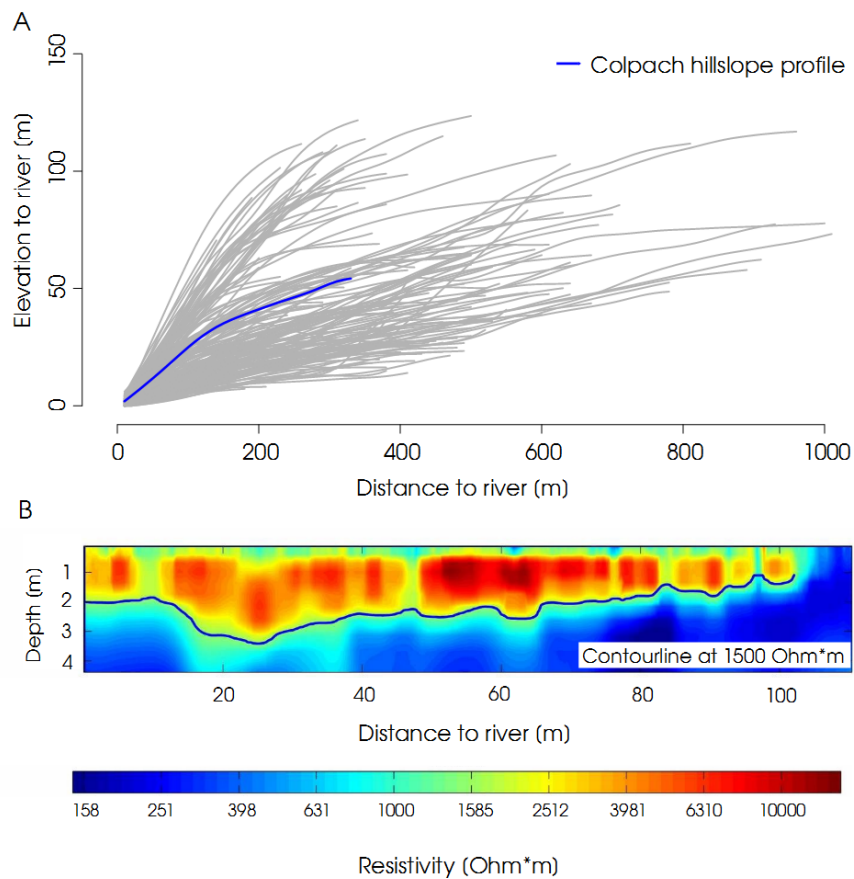 A
150
100
50
0
Elevation to river [m]
Colpach hillslope profile
0 200 400 600 800 1000
Distance to river [m]
B
Depth [m]
1
2
3
4
Contourline at 1500 Ohm*m
20 40 60 80 100
Distance to river [m]
158 251 398 631 1000 1585 2512 3981 6310 10000
Resistivity [Ohm*m]